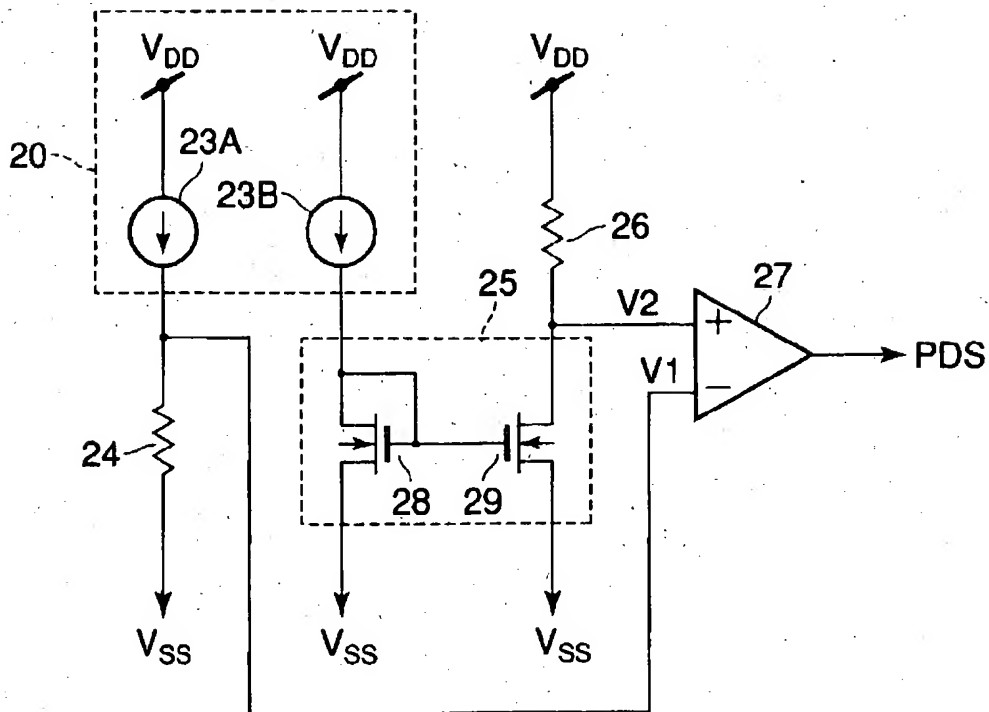 VDD VDD VDD
20
23A
23B
26
25
27
V2
+
PDS
V1
−
24
28
29
VSS VSS VSS